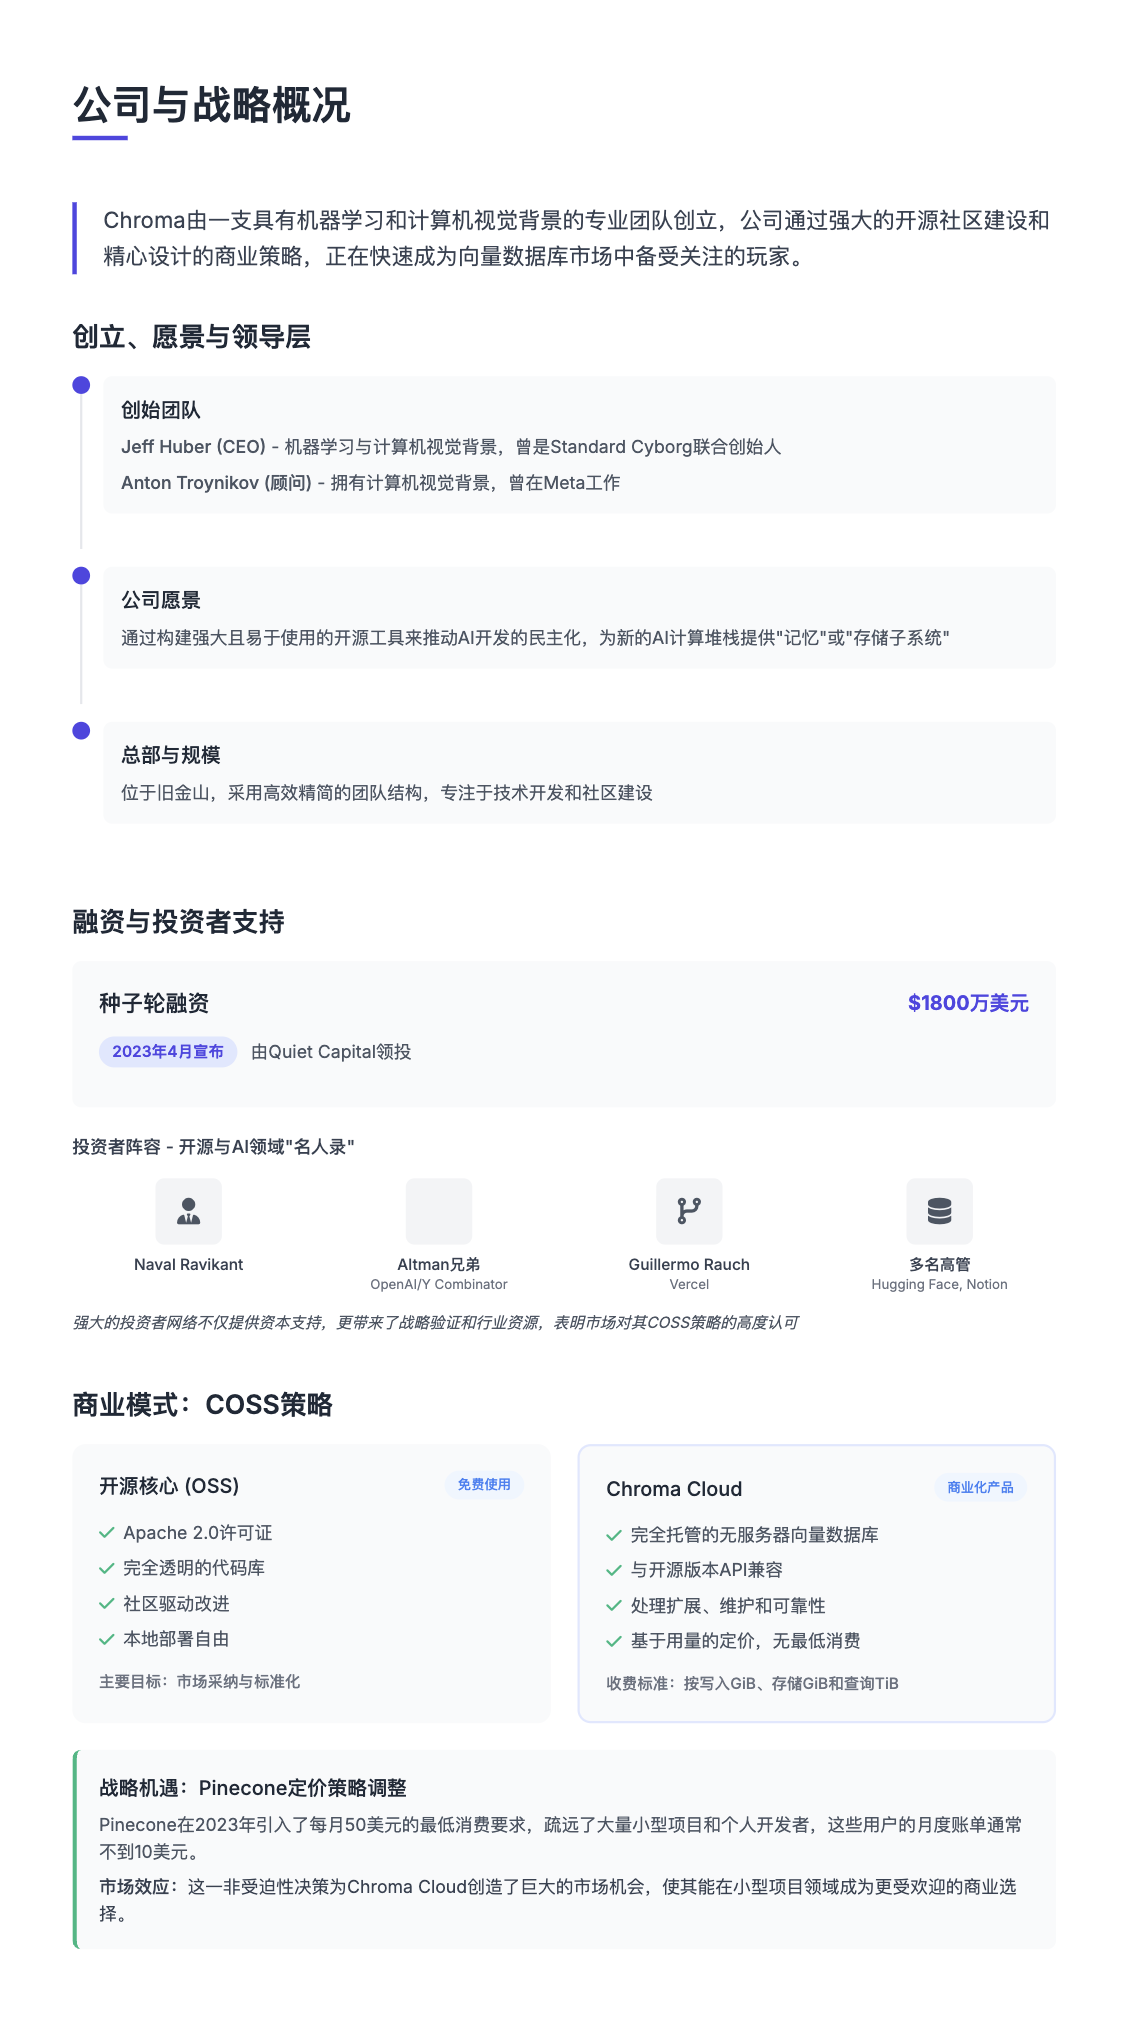 公司与战略概况
Chroma由一支具有机器学习和计算机视觉背景的专业团队创立，公司通过强大的开源社区建设和
精心设计的商业策略，正在快速成为向量数据库市场中备受关注的玩家。
创立、愿景与领导层
创始团队
Jeff Huber (CEO) - 机器学习与计算机视觉背景，曾是Standard Cyborg联合创始人
Anton Troynikov (顾问) - 拥有计算机视觉背景，曾在Meta工作
公司愿景
通过构建强大且易于使用的开源工具来推动AI开发的民主化，为新的AI计算堆栈提供"记忆"或"存储子系统"
总部与规模
位于旧金山，采用高效精简的团队结构，专注于技术开发和社区建设
融资与投资者支持
种子轮融资
$1800万美元
2023年4月宣布
由Quiet Capital领投
投资者阵容 - 开源与AI领域"名人录"
Naval Ravikant
Altman兄弟
OpenAI/Y Combinator
Guillermo Rauch
Vercel
多名高管
Hugging Face, Notion
强大的投资者网络不仅提供资本支持，更带来了战略验证和行业资源，表明市场对其COSS策略的高度认可
商业模式：COSS策略
开源核心 (OSS)
免费使用
Apache 2.0许可证
完全透明的代码库
社区驱动改进
本地部署自由
主要目标：市场采纳与标准化
Chroma Cloud
商业化产品
完全托管的无服务器向量数据库
与开源版本API兼容
处理扩展、维护和可靠性
基于用量的定价，无最低消费
收费标准：按写入GiB、存储GiB和查询TiB
战略机遇：Pinecone定价策略调整
Pinecone在2023年引入了每月50美元的最低消费要求，疏远了大量小型项目和个人开发者，这些用户的月度账单通常
不到10美元。
市场效应：这一非受迫性决策为Chroma Cloud创造了巨大的市场机会，使其能在小型项目领域成为更受欢迎的商业选
择。